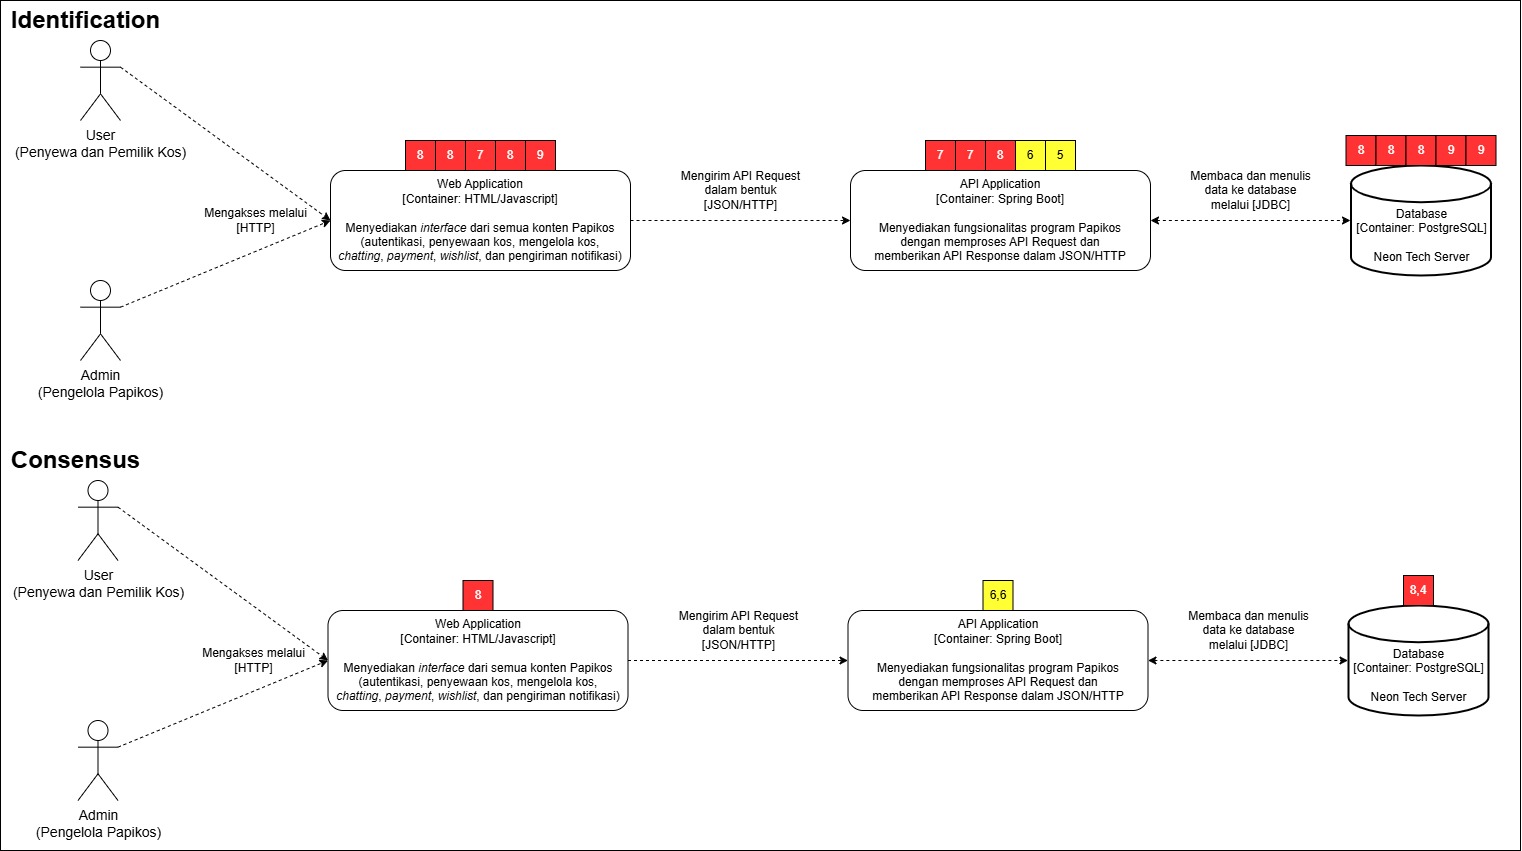 Identification
User
(Penyewa dan Pemilik Kos)
Mengakses melalui
[HTTP]
Admin
(Pengelola Papikos)
8 8 7 8 9
Web Application
[Container: HTML/Javascript]
Menyediakan interface dari semua konten Papikos
(autentikasi, penyewaan kos, mengelola kos,
chatting, payment, wishlist, dan pengiriman notifikasi)
Mengirim API Request
dalam bentuk
[JSON/HTTP]
7 7 8 6 5
API Application
[Container: Spring Boot]
Menyediakan fungsionalitas program Papikos
dengan memproses API Request dan
memberikan API Response dalam JSON/HTTP
Membaca dan menulis
data ke database
melalui [JDBC]
8 8 8 9 9
Database
[Container: PostgreSQL]
Neon Tech Server
Consensus
User
(Penyewa dan Pemilik Kos)
Mengakses melalui
[HTTP]
Admin
(Pengelola Papikos)
8
Web Application
[Container: HTML/Javascript]
Menyediakan interface dari semua konten Papikos
(autentikasi, penyewaan kos, mengelola kos,
chatting, payment, wishlist, dan pengiriman notifikasi)
Mengirim API Request
dalam bentuk
[JSON/HTTP]
6,6
API Application
[Container: Spring Boot]
Menyediakan fungsionalitas program Papikos
dengan memproses API Request dan
memberikan API Response dalam JSON/HTTP
Membaca dan menulis
data ke database
melalui [JDBC]
8,4
Database
[Container: PostgreSQL]
Neon Tech Server